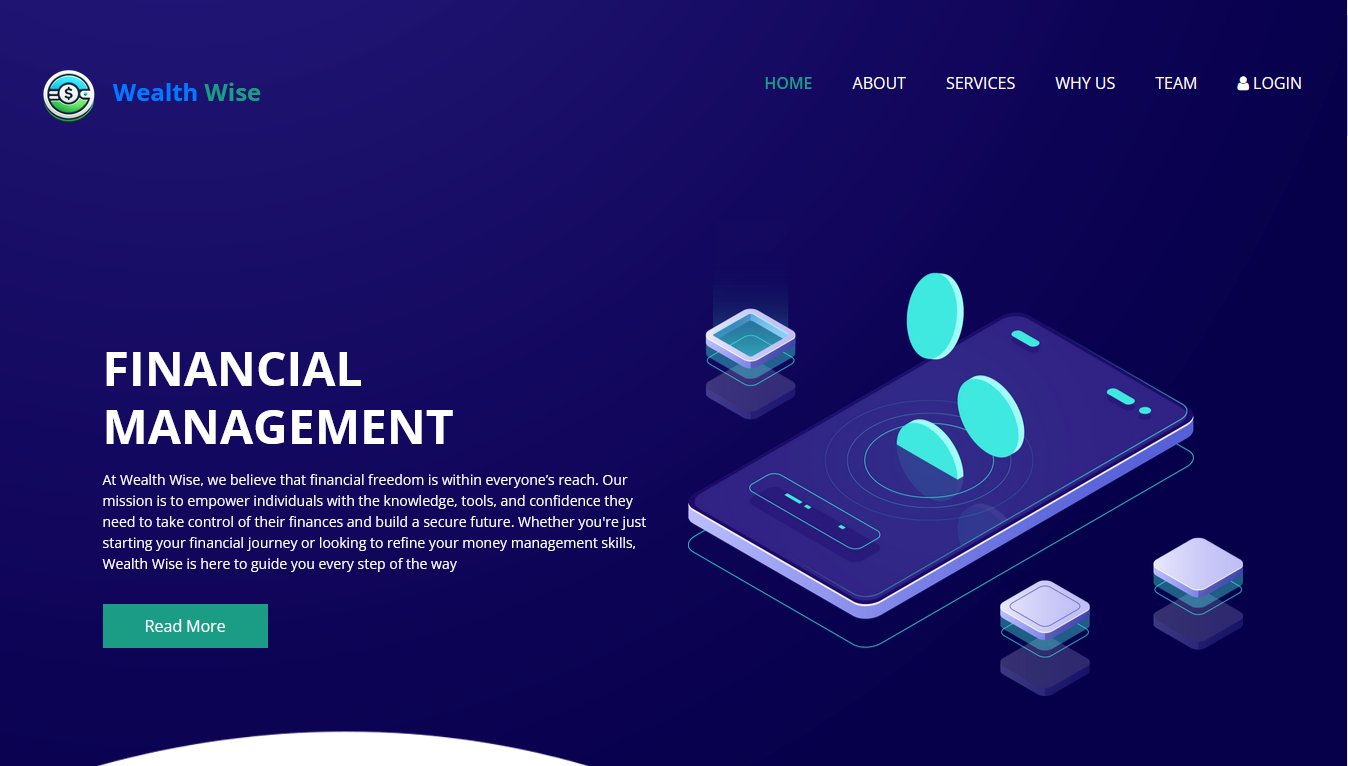 Wealth Wise
HOME ABOUT SERVICES WHY US TEAM LOGIN
FINANCIAL
MANAGEMENT
At Wealth Wise, we believe that financial freedom is within everyone's reach. Our
mission is to empower individuals with the knowledge, tools, and confidence they
need to take control of their finances and build a secure future. Whether you're just
starting your financial journey or looking to refine your money management skills,
Wealth Wise is here to guide you every step of the way
Read More